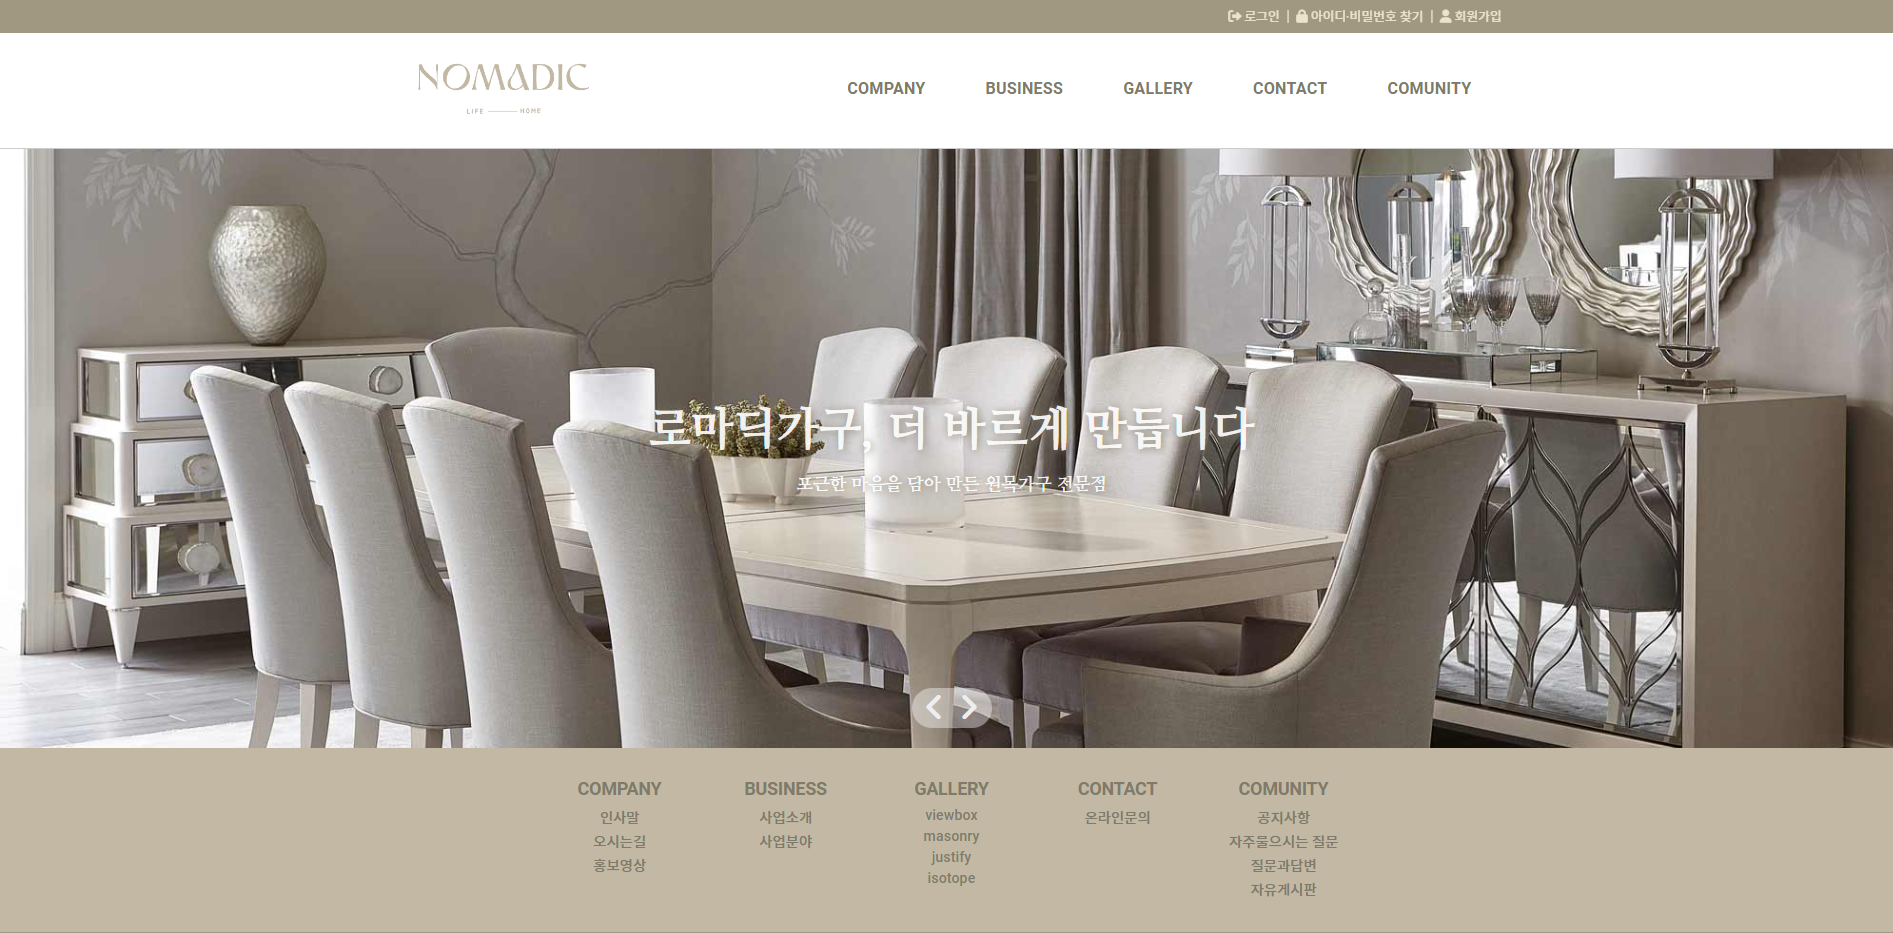 로그인 | 아이디·비밀번호 찾기 | 회원가입
NOMADIC
LIFE HOME
COMPANY BUSINESS GALLERY CONTACT COMUNITY
로마딕가구, 더 바르게 만듭니다
포근한 마음을 담아 만든 원목가구 전문점
COMPANY
인사말
오시는길
홍보영상
BUSINESS
사업소개
사업분야
GALLERY
viewbox
masonry
justify
isotope
CONTACT
온라인문의
COMUNITY
공지사항
자주물으시는 질문
질문과답변
자유게시판